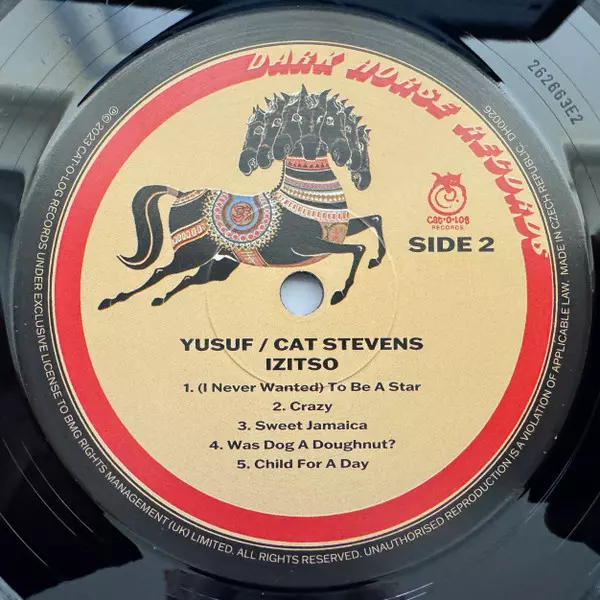 DARK HORSE RECORDS
262663E2
CAT-O-LOG
RECORDS
SIDE 2
YUSUF / CAT STEVENS
IZITSO
1. (I Never Wanted) To Be A Star
2. Crazy
3. Sweet Jamaica
4. Was Dog A Doughnut?
5. Child For A Day
℗© 2023 CAT-O-LOG RECORDS UNDER EXCLUSIVE LICENSE TO BMG RIGHTS MANAGEMENT (UK) LIMITED. ALL RIGHTS RESERVED. UNAUTHORISED REPRODUCTION IS A VIOLATION OF APPLICABLE LAW. MADE IN CZECH REPUBLIC. DH00026